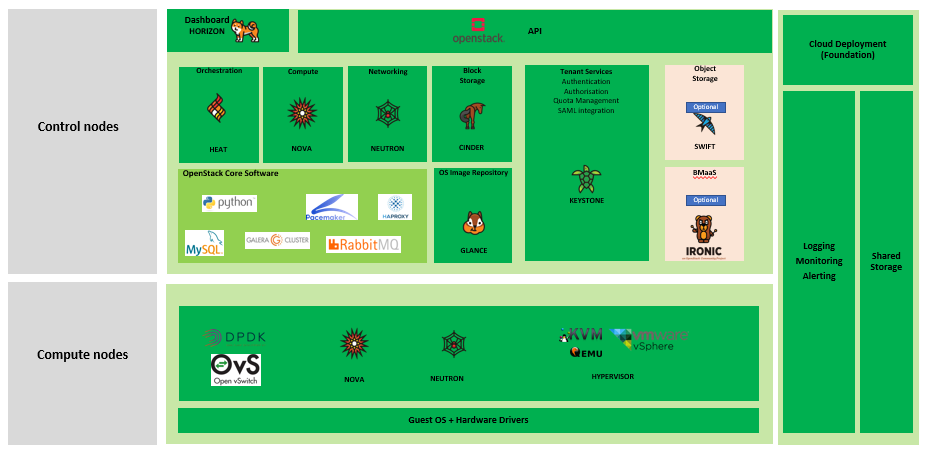 Control nodes
Dashboard
HORIZON
openstack.
API
Orchestration
HEAT
Compute
NOVA
Networking
NEUTRON
Block
Storage
CINDER
Tenant Services
Authentication
Authorisation
Quota Management
SAML Integration
KEYSTONE
Object
Storage
Optional
SWIFT
OpenStack Core Software
python
Pacemaker
HAPROXY
MySQL
GALERA CLUSTER
RabbitMQ
OS Image Repository
GLANCE
BMaaS
Optional
IRONIC
Cloud Deployment
(Foundation)
Logging
Monitoring
Alerting
Shared
Storage
Compute nodes
DPDK
OvS
Open vSwitch
NOVA
NEUTRON
KVM
QEMU
vmware
vSphere
HYPERVISOR
Guest OS + Hardware Drivers